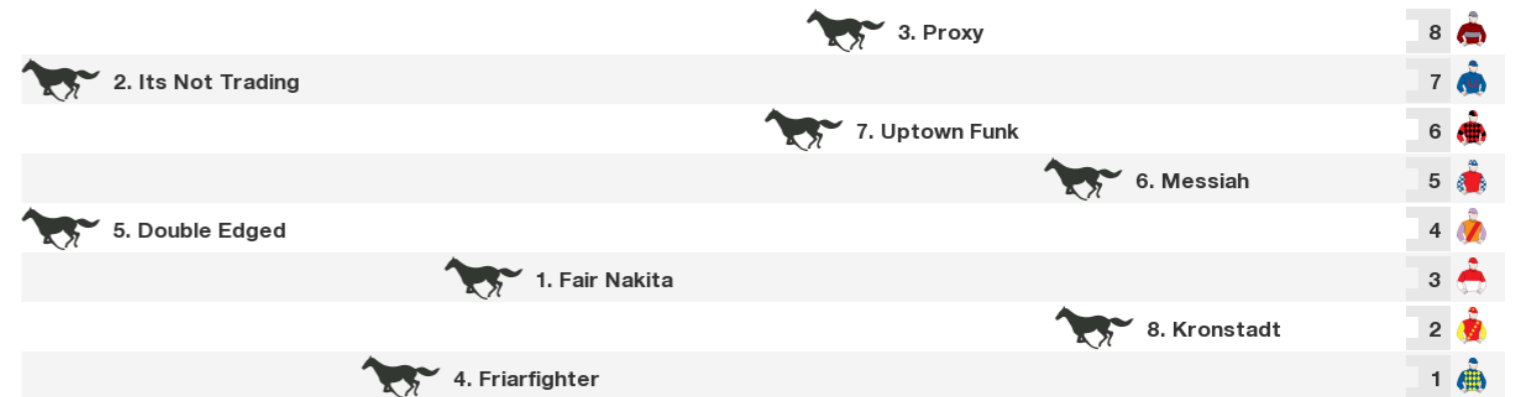 3. Proxy 8
2. Its Not Trading 7
7. Uptown Funk 6
6. Messiah 5
5. Double Edged 4
1. Fair Nakita 3
8. Kronstadt 2
4. Friarfighter 1